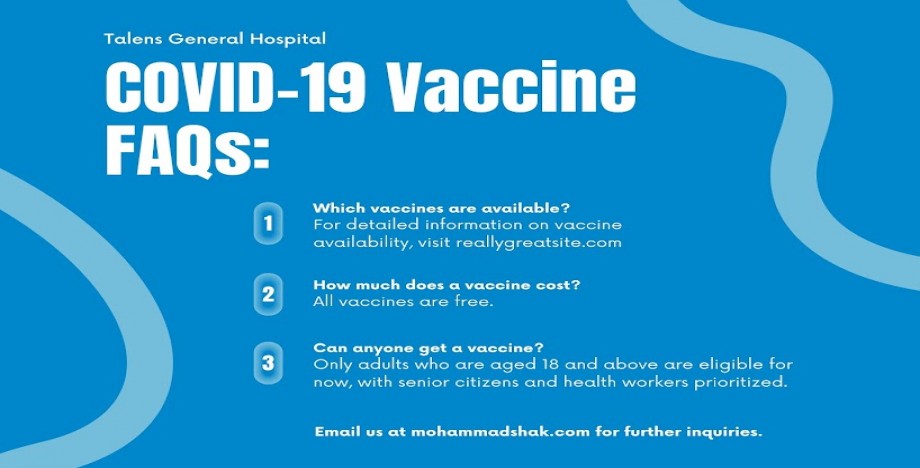 Talens General Hospital
COVID-19 Vaccine
FAQs:
1
Which vaccines are available?
For detailed information on vaccine
availability, visit reallygreatsite.com
2
How much does a vaccine cost?
All vaccines are free.
3
Can anyone get a vaccine?
Only adults who are aged 18 and above are eligible for
now, with senior citizens and health workers prioritized.
Email us at mohammadshak.com for further inquiries.